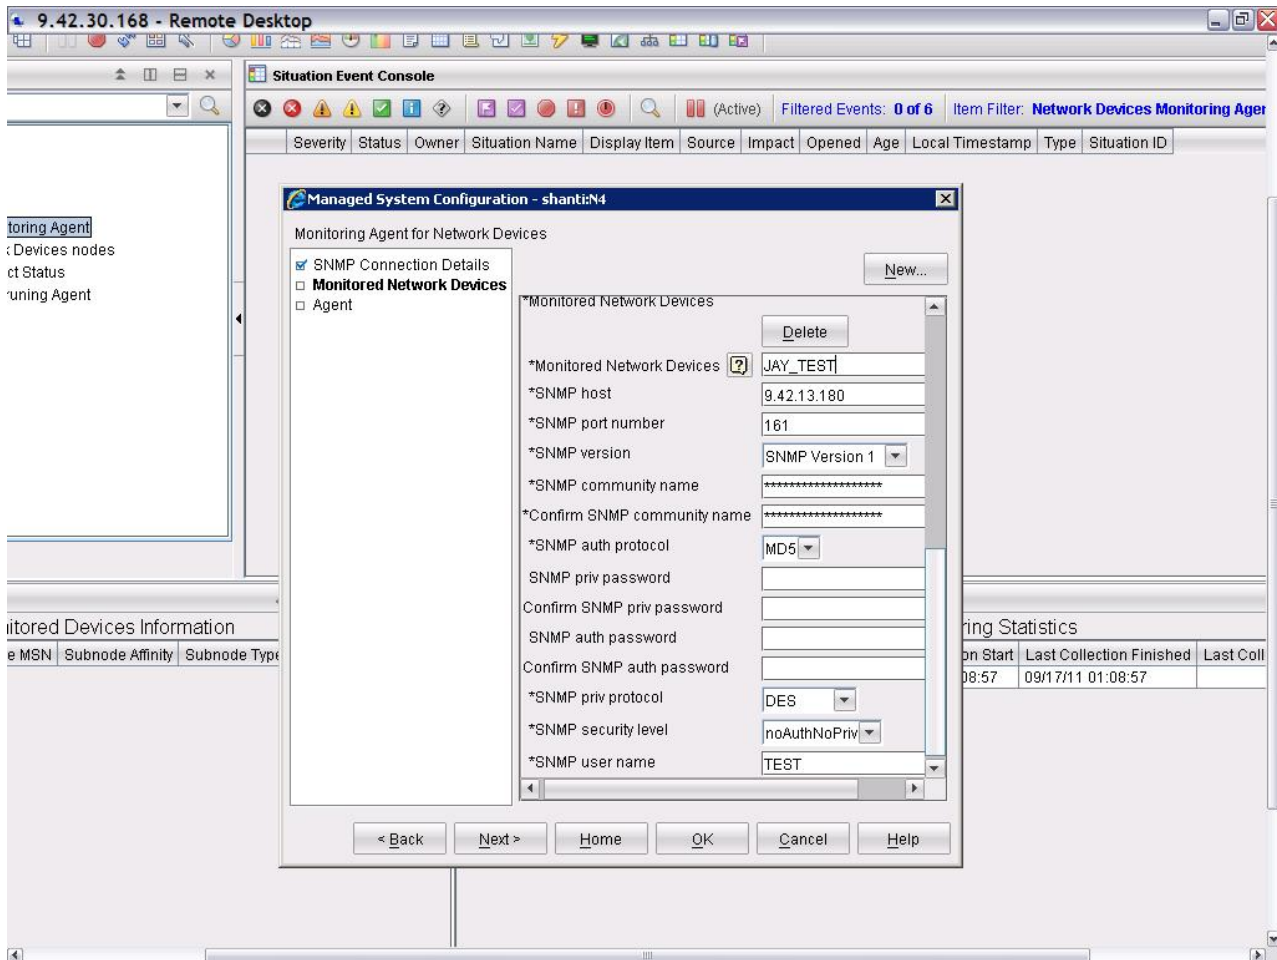 9.42.30.168 - Remote Desktop
Situation Event Console
(Active) Filtered Events: 0 of 6 Item Filter: Network Devices Monitoring Ager
Severity Status Owner Situation Name Display Item Source Impact Opened Age Local Timestamp Type Situation ID
toring Agent
Devices nodes
ct Status
runing Agent
Managed System Configuration - shanti:N4
Monitoring Agent for Network Devices
SNMP Connection Details
Monitored Network Devices
Agent
New...
*Monitored Network Devices
Delete
*Monitored Network Devices JAY_TEST
*SNMP host 9.42.13.180
*SNMP port number 161
*SNMP version SNMP Version 1
*SNMP community name *******************
*Confirm SNMP community name *******************
*SNMP auth protocol MD5
SNMP priv password
Confirm SNMP priv password
SNMP auth password
Confirm SNMP auth password
*SNMP priv protocol DES
*SNMP security level noAuthNoPriv
*SNMP user name TEST
< Back Next > Home OK Cancel Help
itored Devices Information
e MSN Subnode Affinity Subnode Type
ring Statistics
on Start Last Collection Finished Last Coll
08:57 09/17/11 01:08:57